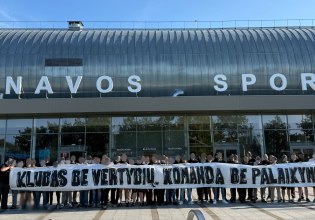 NAVOS SPOR
KLUBAS BE VERTYBIŲ, KOMANDA BE PALAIKYM